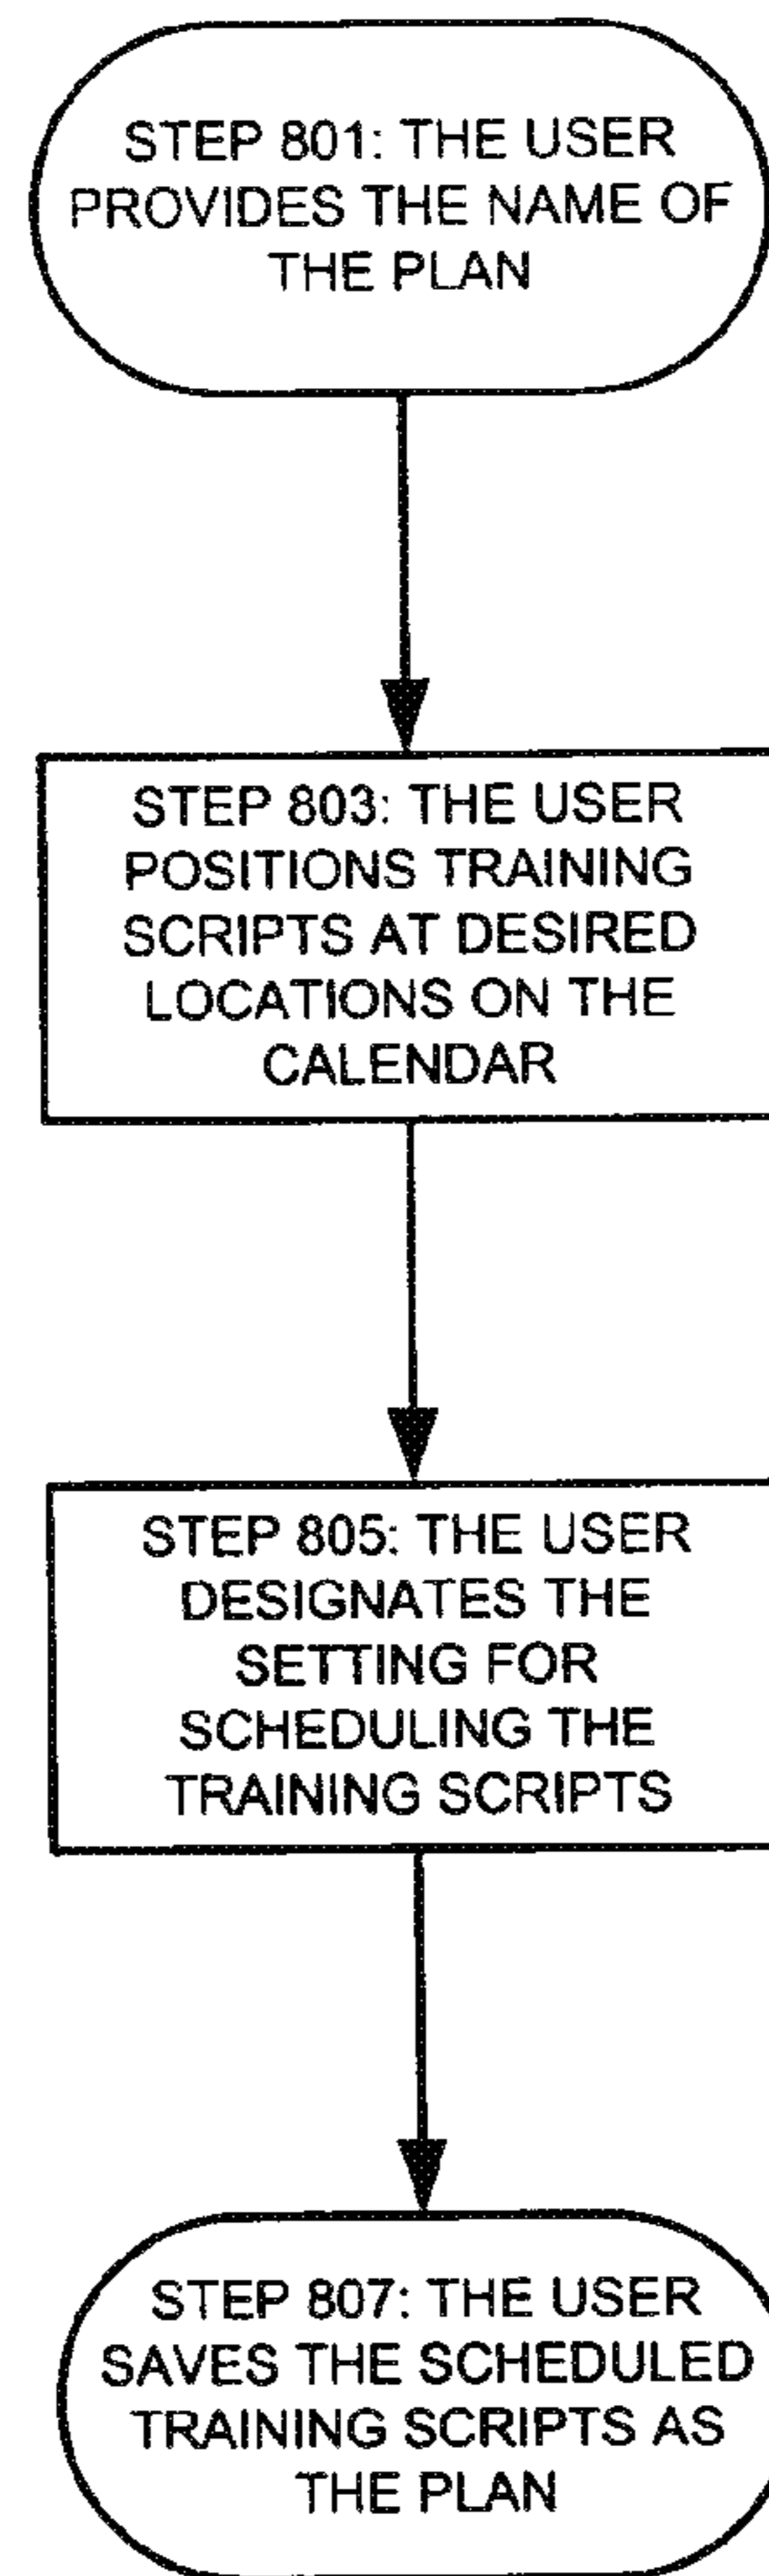 STEP 801: THE USER
PROVIDES THE NAME OF
THE PLAN
STEP 803: THE USER
POSITIONS TRAINING
SCRIPTS AT DESIRED
LOCATIONS ON THE
CALENDAR
STEP 805: THE USER
DESIGNATES THE
SETTING FOR
SCHEDULING THE
TRAINING SCRIPTS
STEP 807: THE USER
SAVES THE SCHEDULED
TRAINING SCRIPTS AS
THE PLAN